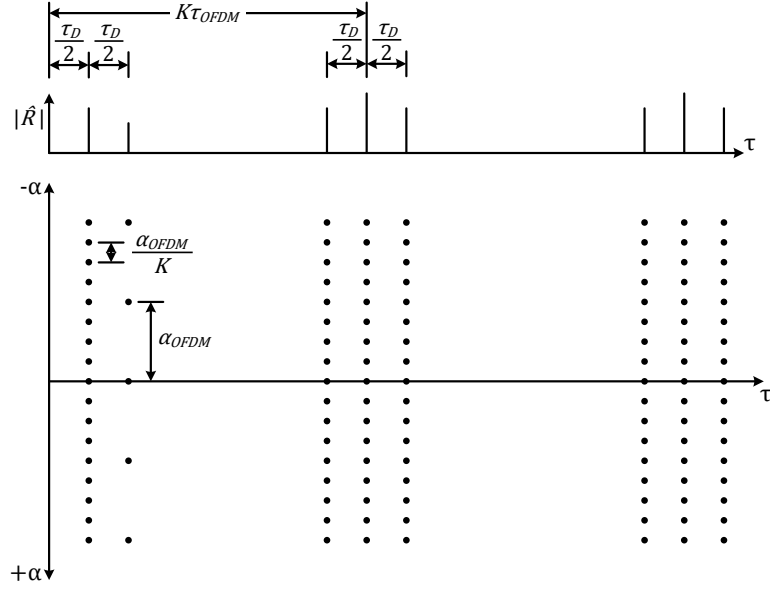 Kτ_OFDM
τ_D/2 τ_D/2 τ_D/2 τ_D/2
|R̂|
τ
-α
α_OFDM/K
α_OFDM
τ
+α